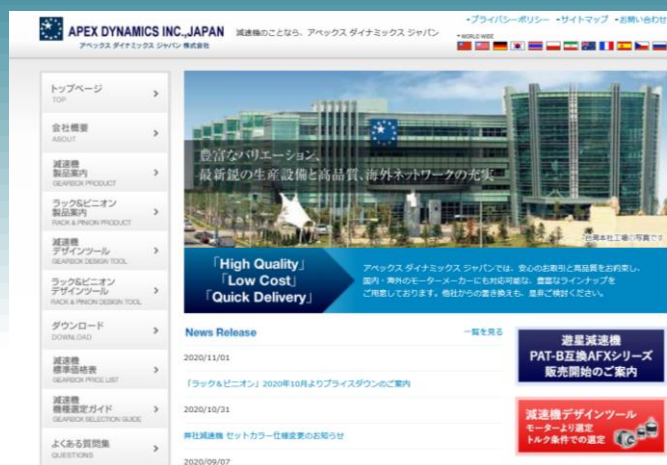 APEX DYNAMICS INC.,JAPAN
アペックス ダイナミックス ジャパン 株式会社
減速機のことなら、アペックス ダイナミックス ジャパン
プライバシーポリシー
サイトマップ
お問い合わせ
WORLD WIDE
トップページ
TOP
会社概要
ABOUT
減速機
製品案内
GEARBOX PRODUCT
ラック&ピニオン
製品案内
RACK & PINION PRODUCT
減速機
デザインツール
GEARBOX DESIGN TOOL
ラック&ピニオン
デザインツール
RACK & PINION DESIGN TOOL
ダウンロード
DOWNLOAD
減速機
標準価格表
GEARBOX PRICE LIST
減速機
機種選定ガイド
GEARBOX SELECTION GUIDE
よくある質問集
QUESTIONS
豊富なバリエーション、
最新鋭の生産設備と高品質、海外ネットワークの充実
台湾本社工場の写真です
「High Quality」
「Low Cost」
「Quick Delivery」
アペックス ダイナミックス ジャパンでは、安心のお取引と高品質をお約束し、
国内・海外のモーターメーカーにも対応可能な、豊富なラインナップを
ご用意しております。他社からの置き換えも、是非ご検討ください。
News Release
一覧を見る
2020/11/01
「ラック&ピニオン」2020年10月よりプライスダウンのご案内
2020/10/31
弊社減速機 セットカラー仕様変更のお知らせ
2020/09/07
遊星減速機
PAT-B互換AFXシリーズ
販売開始のご案内
減速機デザインツール
モーターより選定
トルク条件での選定